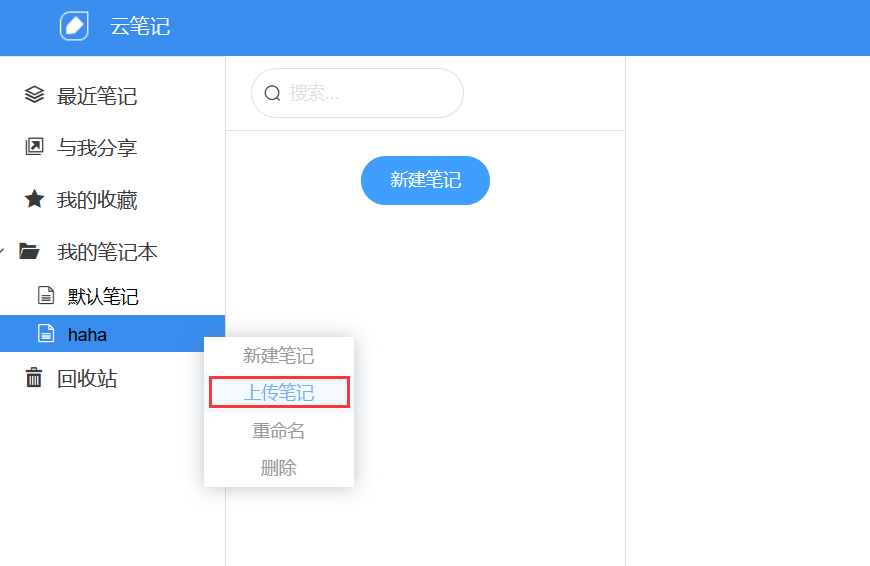 云笔记
最近笔记
与我分享
我的收藏
我的笔记本
默认笔记
haha
回收站
搜索...
新建笔记
新建笔记
上传笔记
重命名
删除